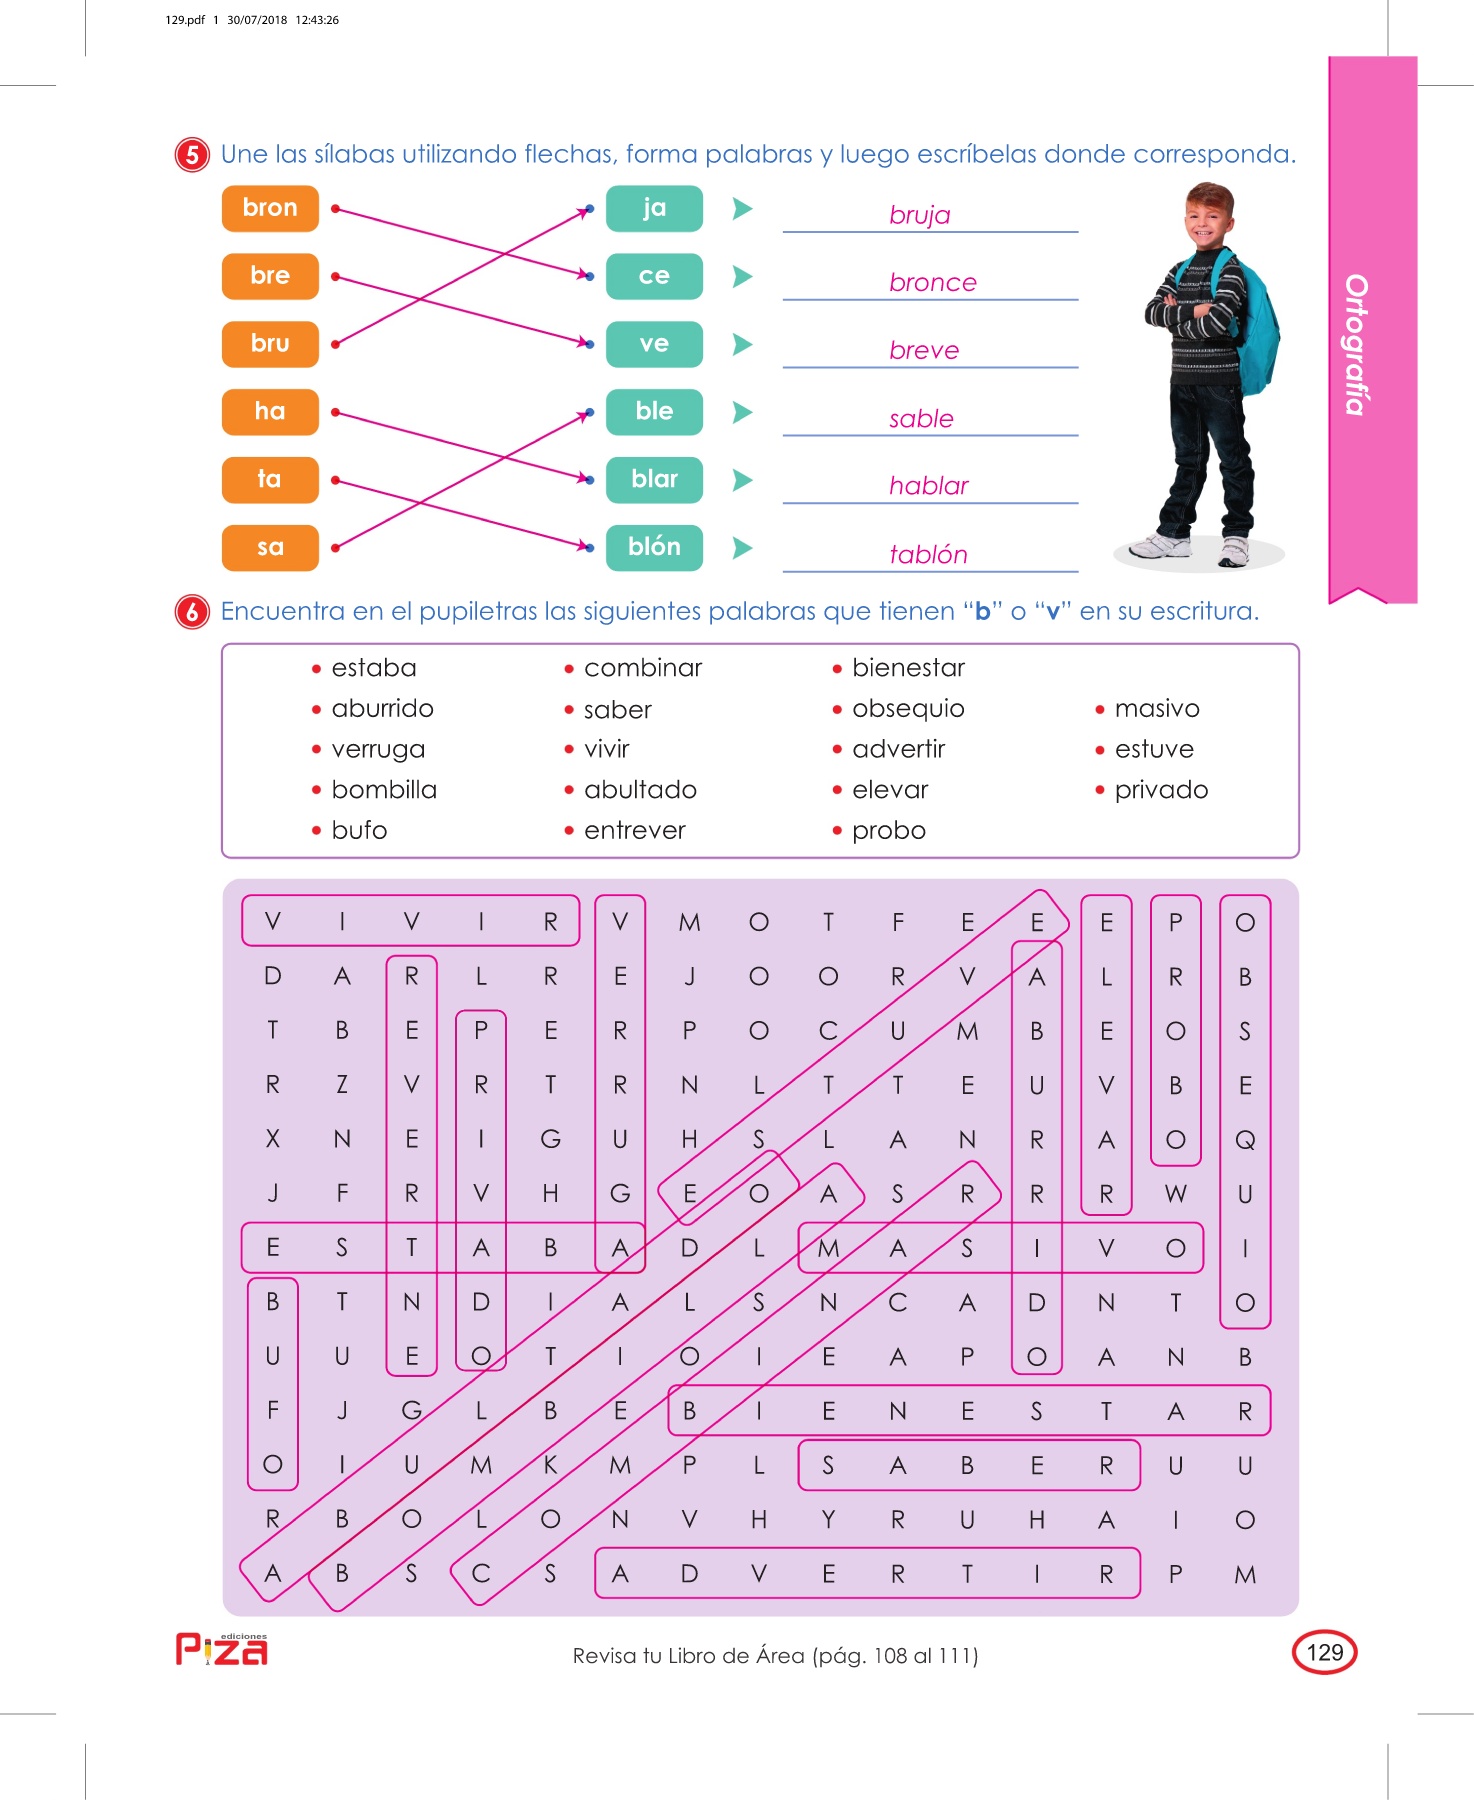 129.pdf 1 30/07/2018 12:43:26
5 Une las sílabas utilizando flechas, forma palabras y luego escríbelas donde corresponda.
bron ja bruja
bre ce bronce
bru ve breve
ha ble sable
ta blar hablar
sa blón tablón
Ortografía
6 Encuentra en el pupiletras las siguientes palabras que tienen “b” o “v” en su escritura.
• estaba • combinar • bienestar
• aburrido • saber • obsequio • masivo
• verruga • vivir • advertir • estuve
• bombilla • abultado • elevar • privado
• bufo • entrever • probo
V I V I R V M O T F E E E P O
D A R L R E J O O R V A L R B
T B E P E R P O C U M B E O S
R Z V R T R N L T T E U V B E
X N E I G U H S L A N R A O Q
J F R V H G E O A S R R R W U
E S T A B A D L M A S I V O I
B T N D I A L S N C A D N T O
U U E O T I O I E A P O A N B
F J G L B E B I E N E S T A R
O I U M K M P L S A B E R U U
R B O L O N V H Y R U H A I O
A B S C S A D V E R T I R P M
ediciones
Piza
Revisa tu Libro de Área (pág. 108 al 111)
129